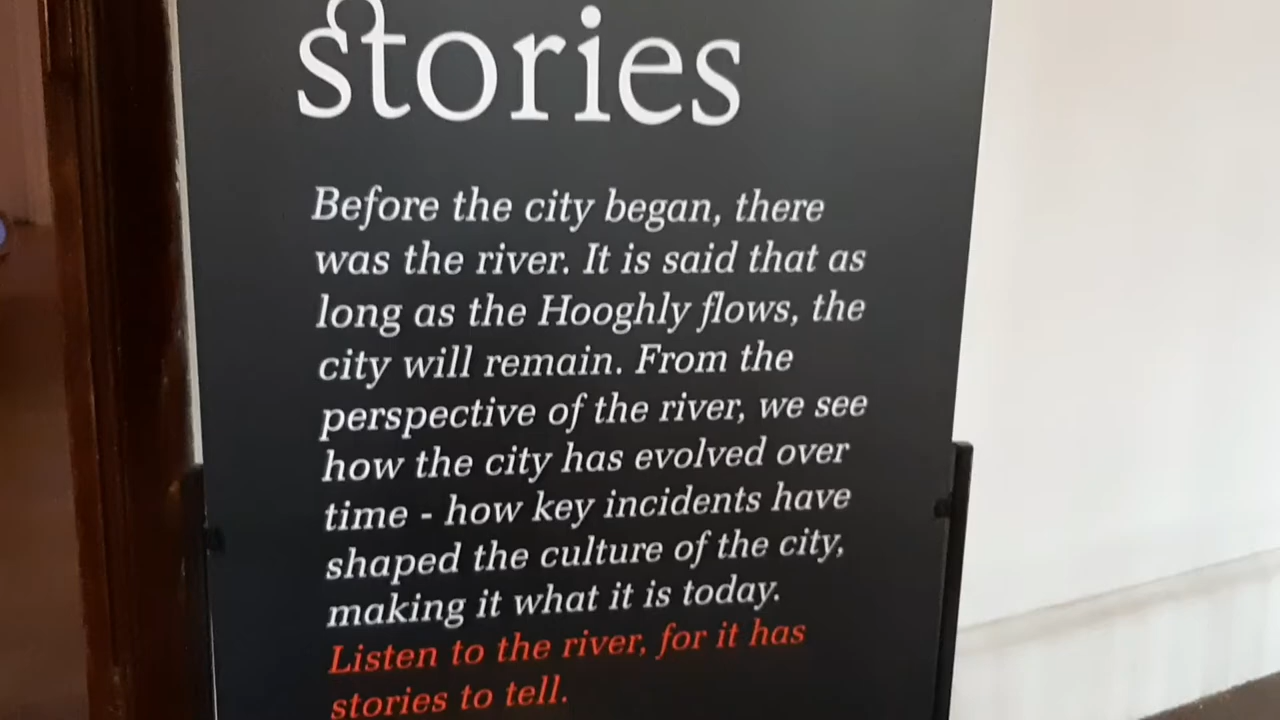 stories
Before the city began, there
was the river. It is said that as
long as the Hooghly flows, the
city will remain. From the
perspective of the river, we see
how the city has evolved over
time - how key incidents have
shaped the culture of the city,
making it what it is today.
Listen to the river, for it has
stories to tell.